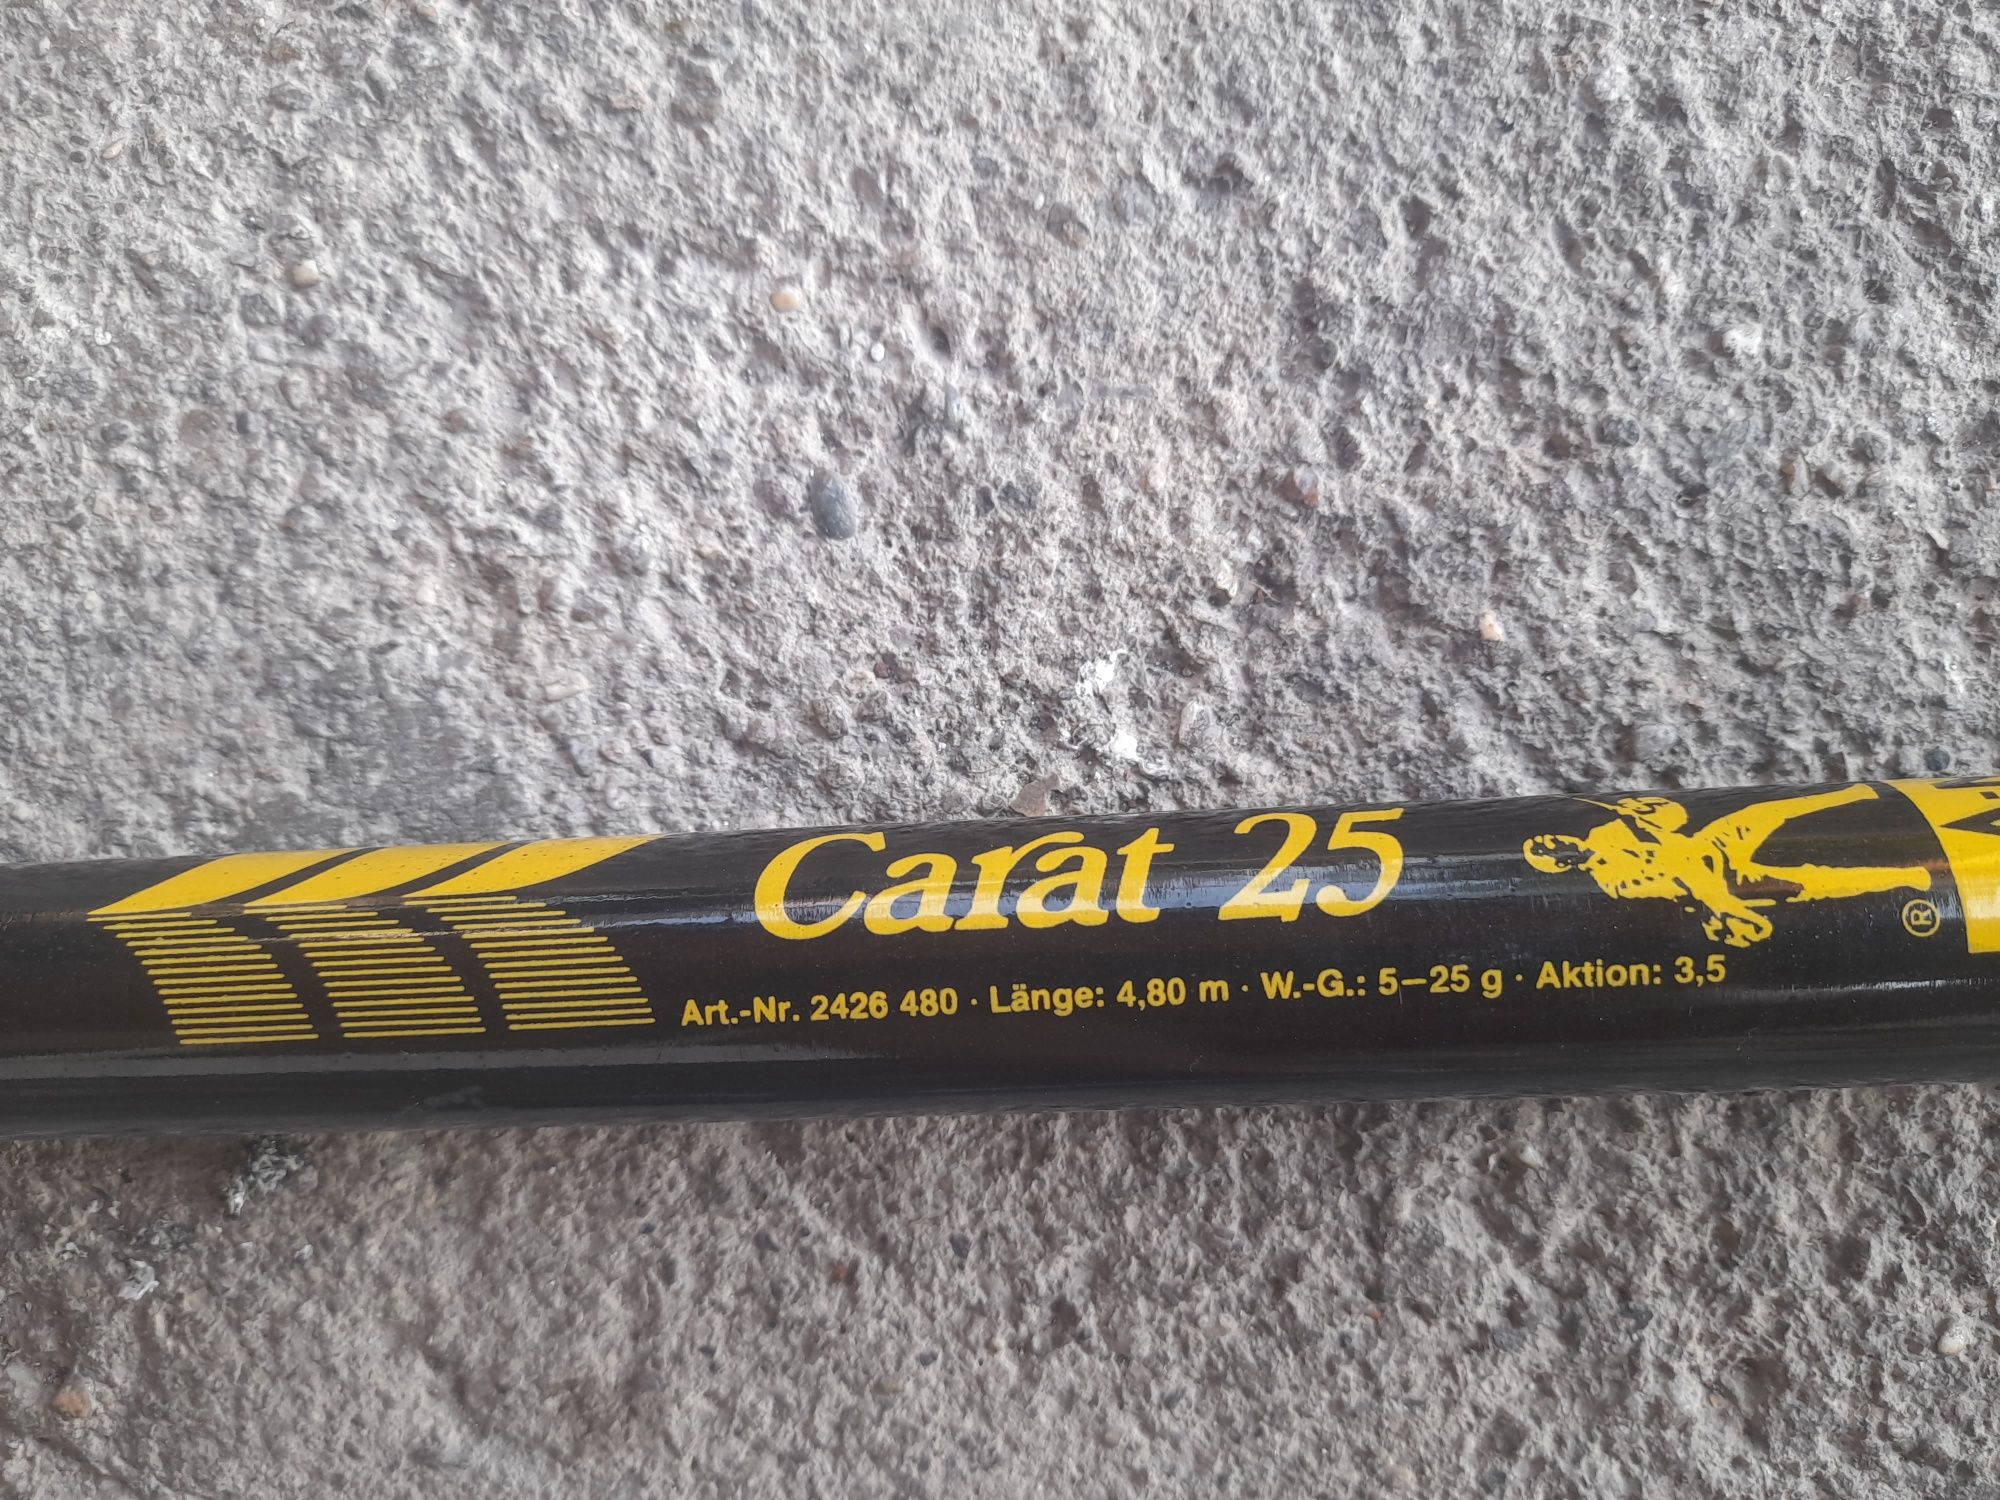 Carat 25
®
Art.-Nr. 2426 480 · Länge: 4,80 m · W.-G.: 5–25 g · Aktion: 3,5